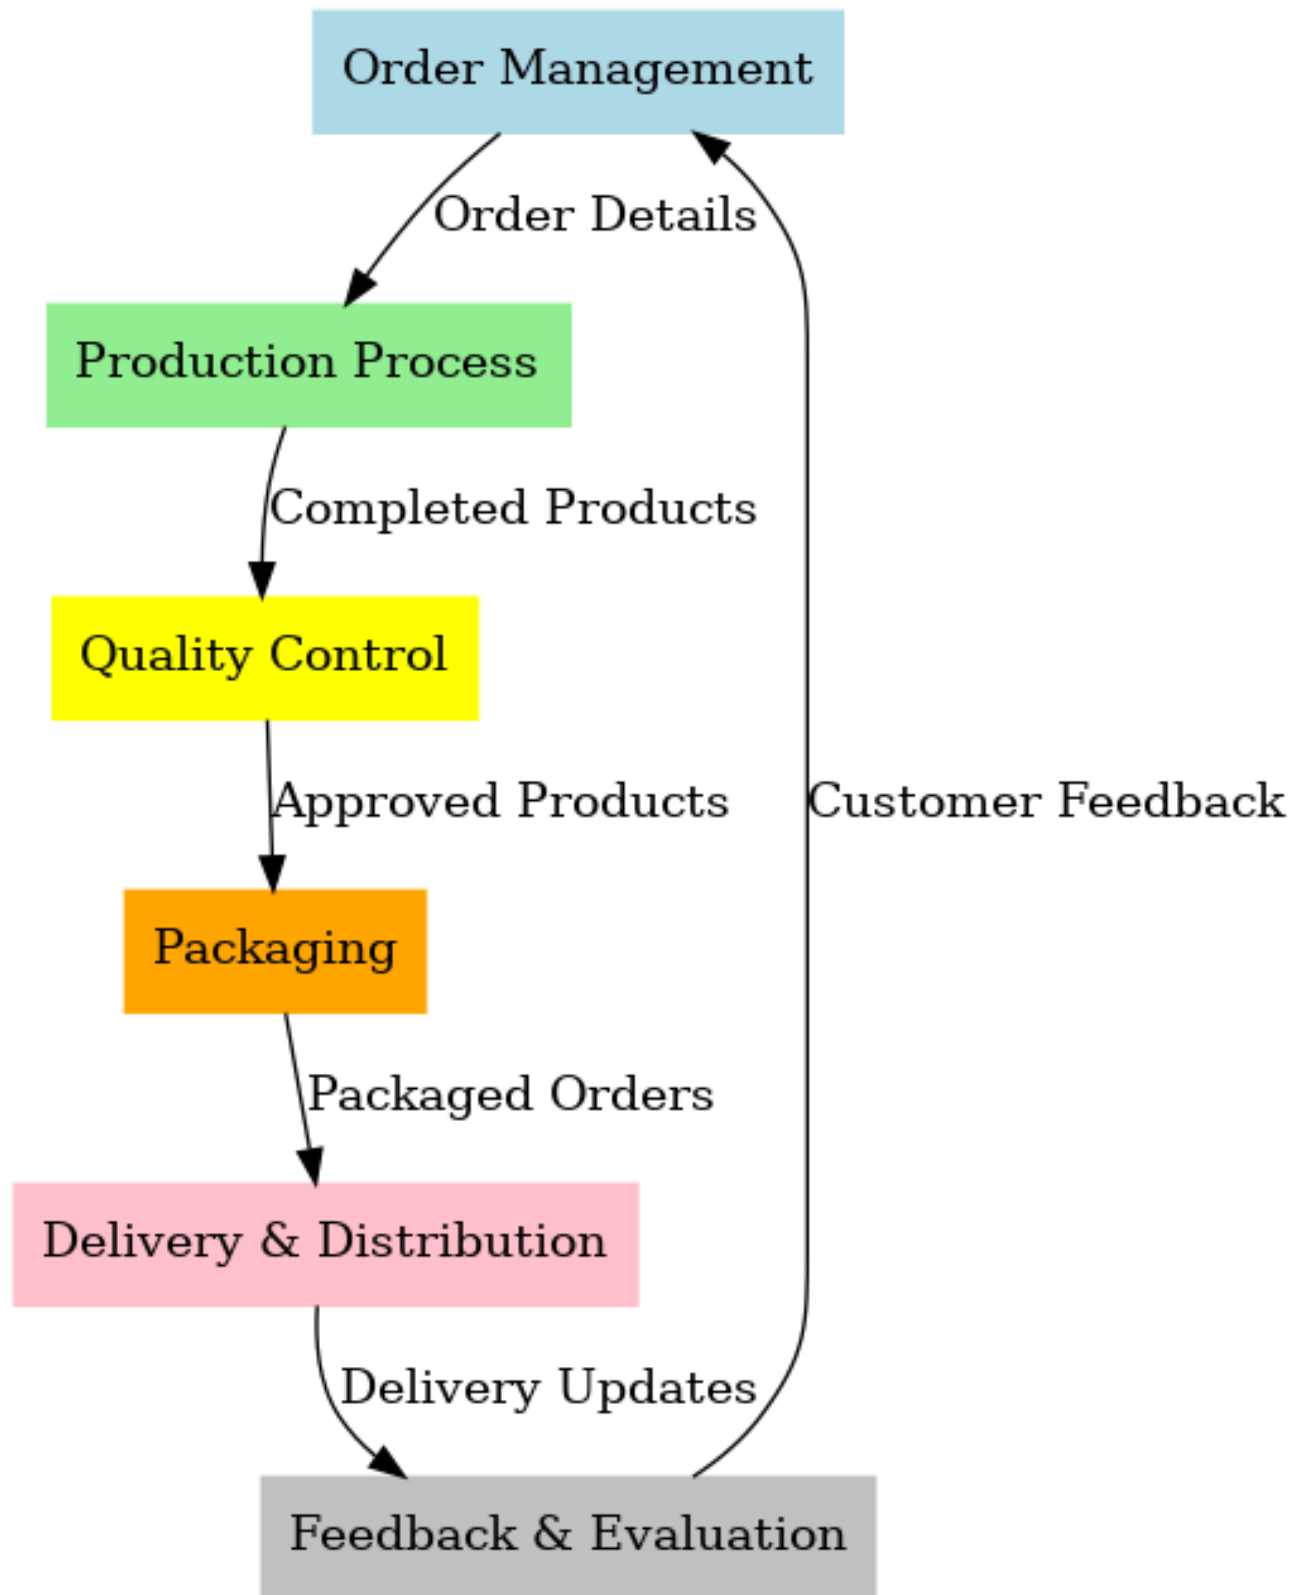 Order Management
Order Details
Production Process
Completed Products
Quality Control
Approved Products
Customer Feedback
Packaging
Packaged Orders
Delivery & Distribution
Delivery Updates
Feedback & Evaluation